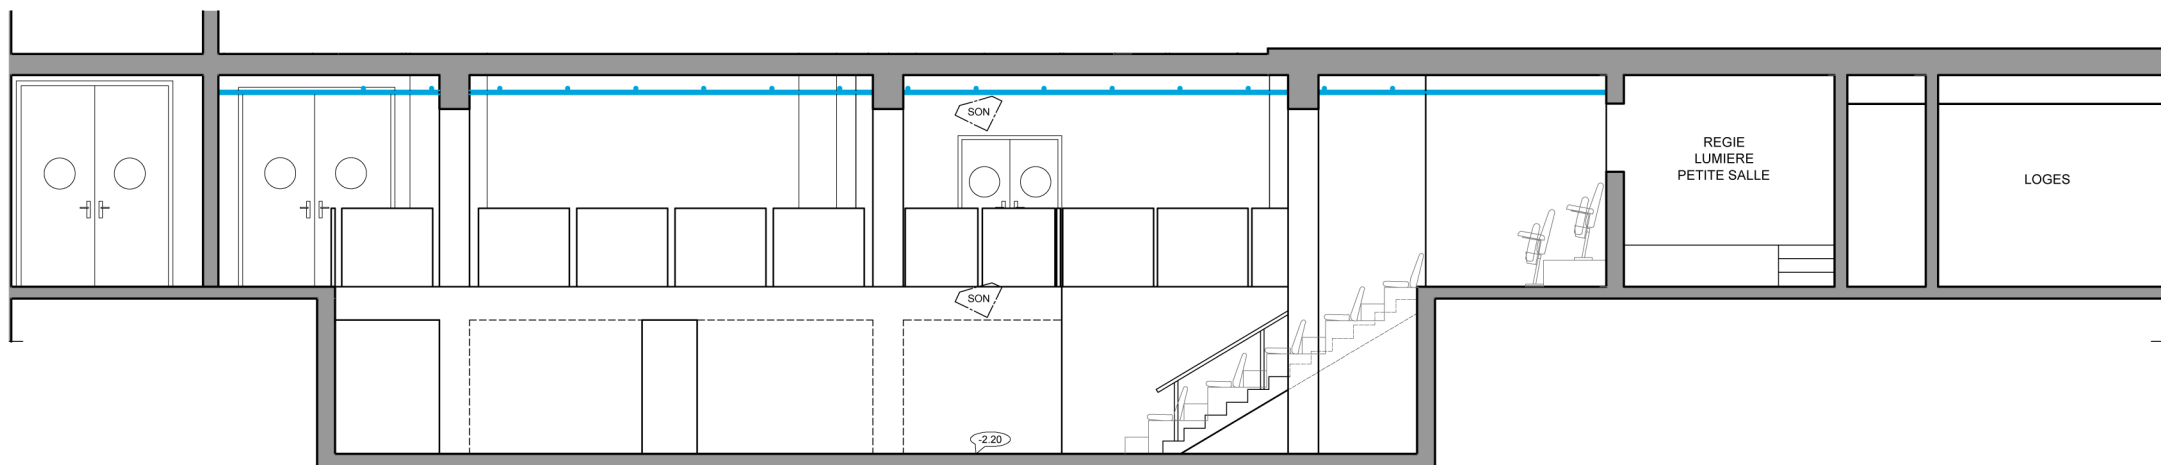 SON
REGIE
LUMIERE
PETITE SALLE
LOGES
SON
-2.20